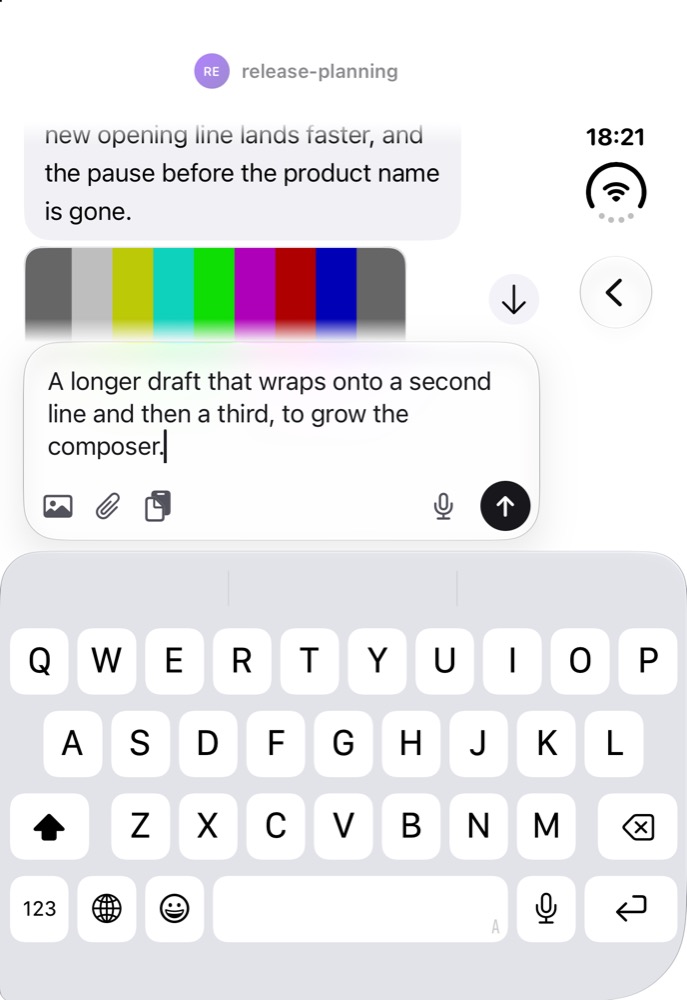 RE release-planning
new opening line lands faster, and
the pause before the product name
is gone.
18:21
A longer draft that wraps onto a second
line and then a third, to grow the
composer.
Q W E R T Y U I O P
A S D F G H J K L
Z X C V B N M
123
A